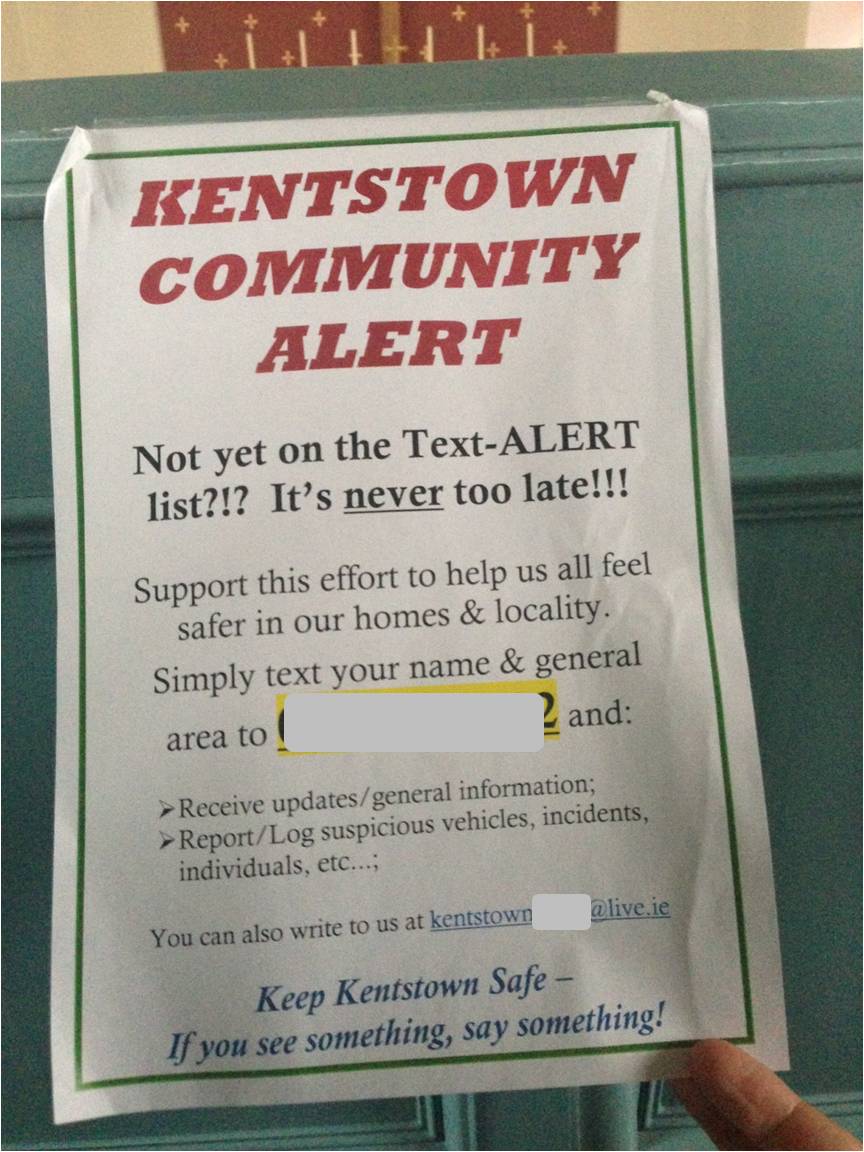 KENTSTOWN
COMMUNITY
ALERT
Not yet on the Text-ALERT
list?!? It's never too late!!!
Support this effort to help us all feel
safer in our homes & locality.
Simply text your name & general
area to and:
➢Receive updates/general information;
➢Report/Log suspicious vehicles, incidents,
individuals, etc...;
You can also write to us at kentstown @live.ie
Keep Kentstown Safe –
If you see something, say something!